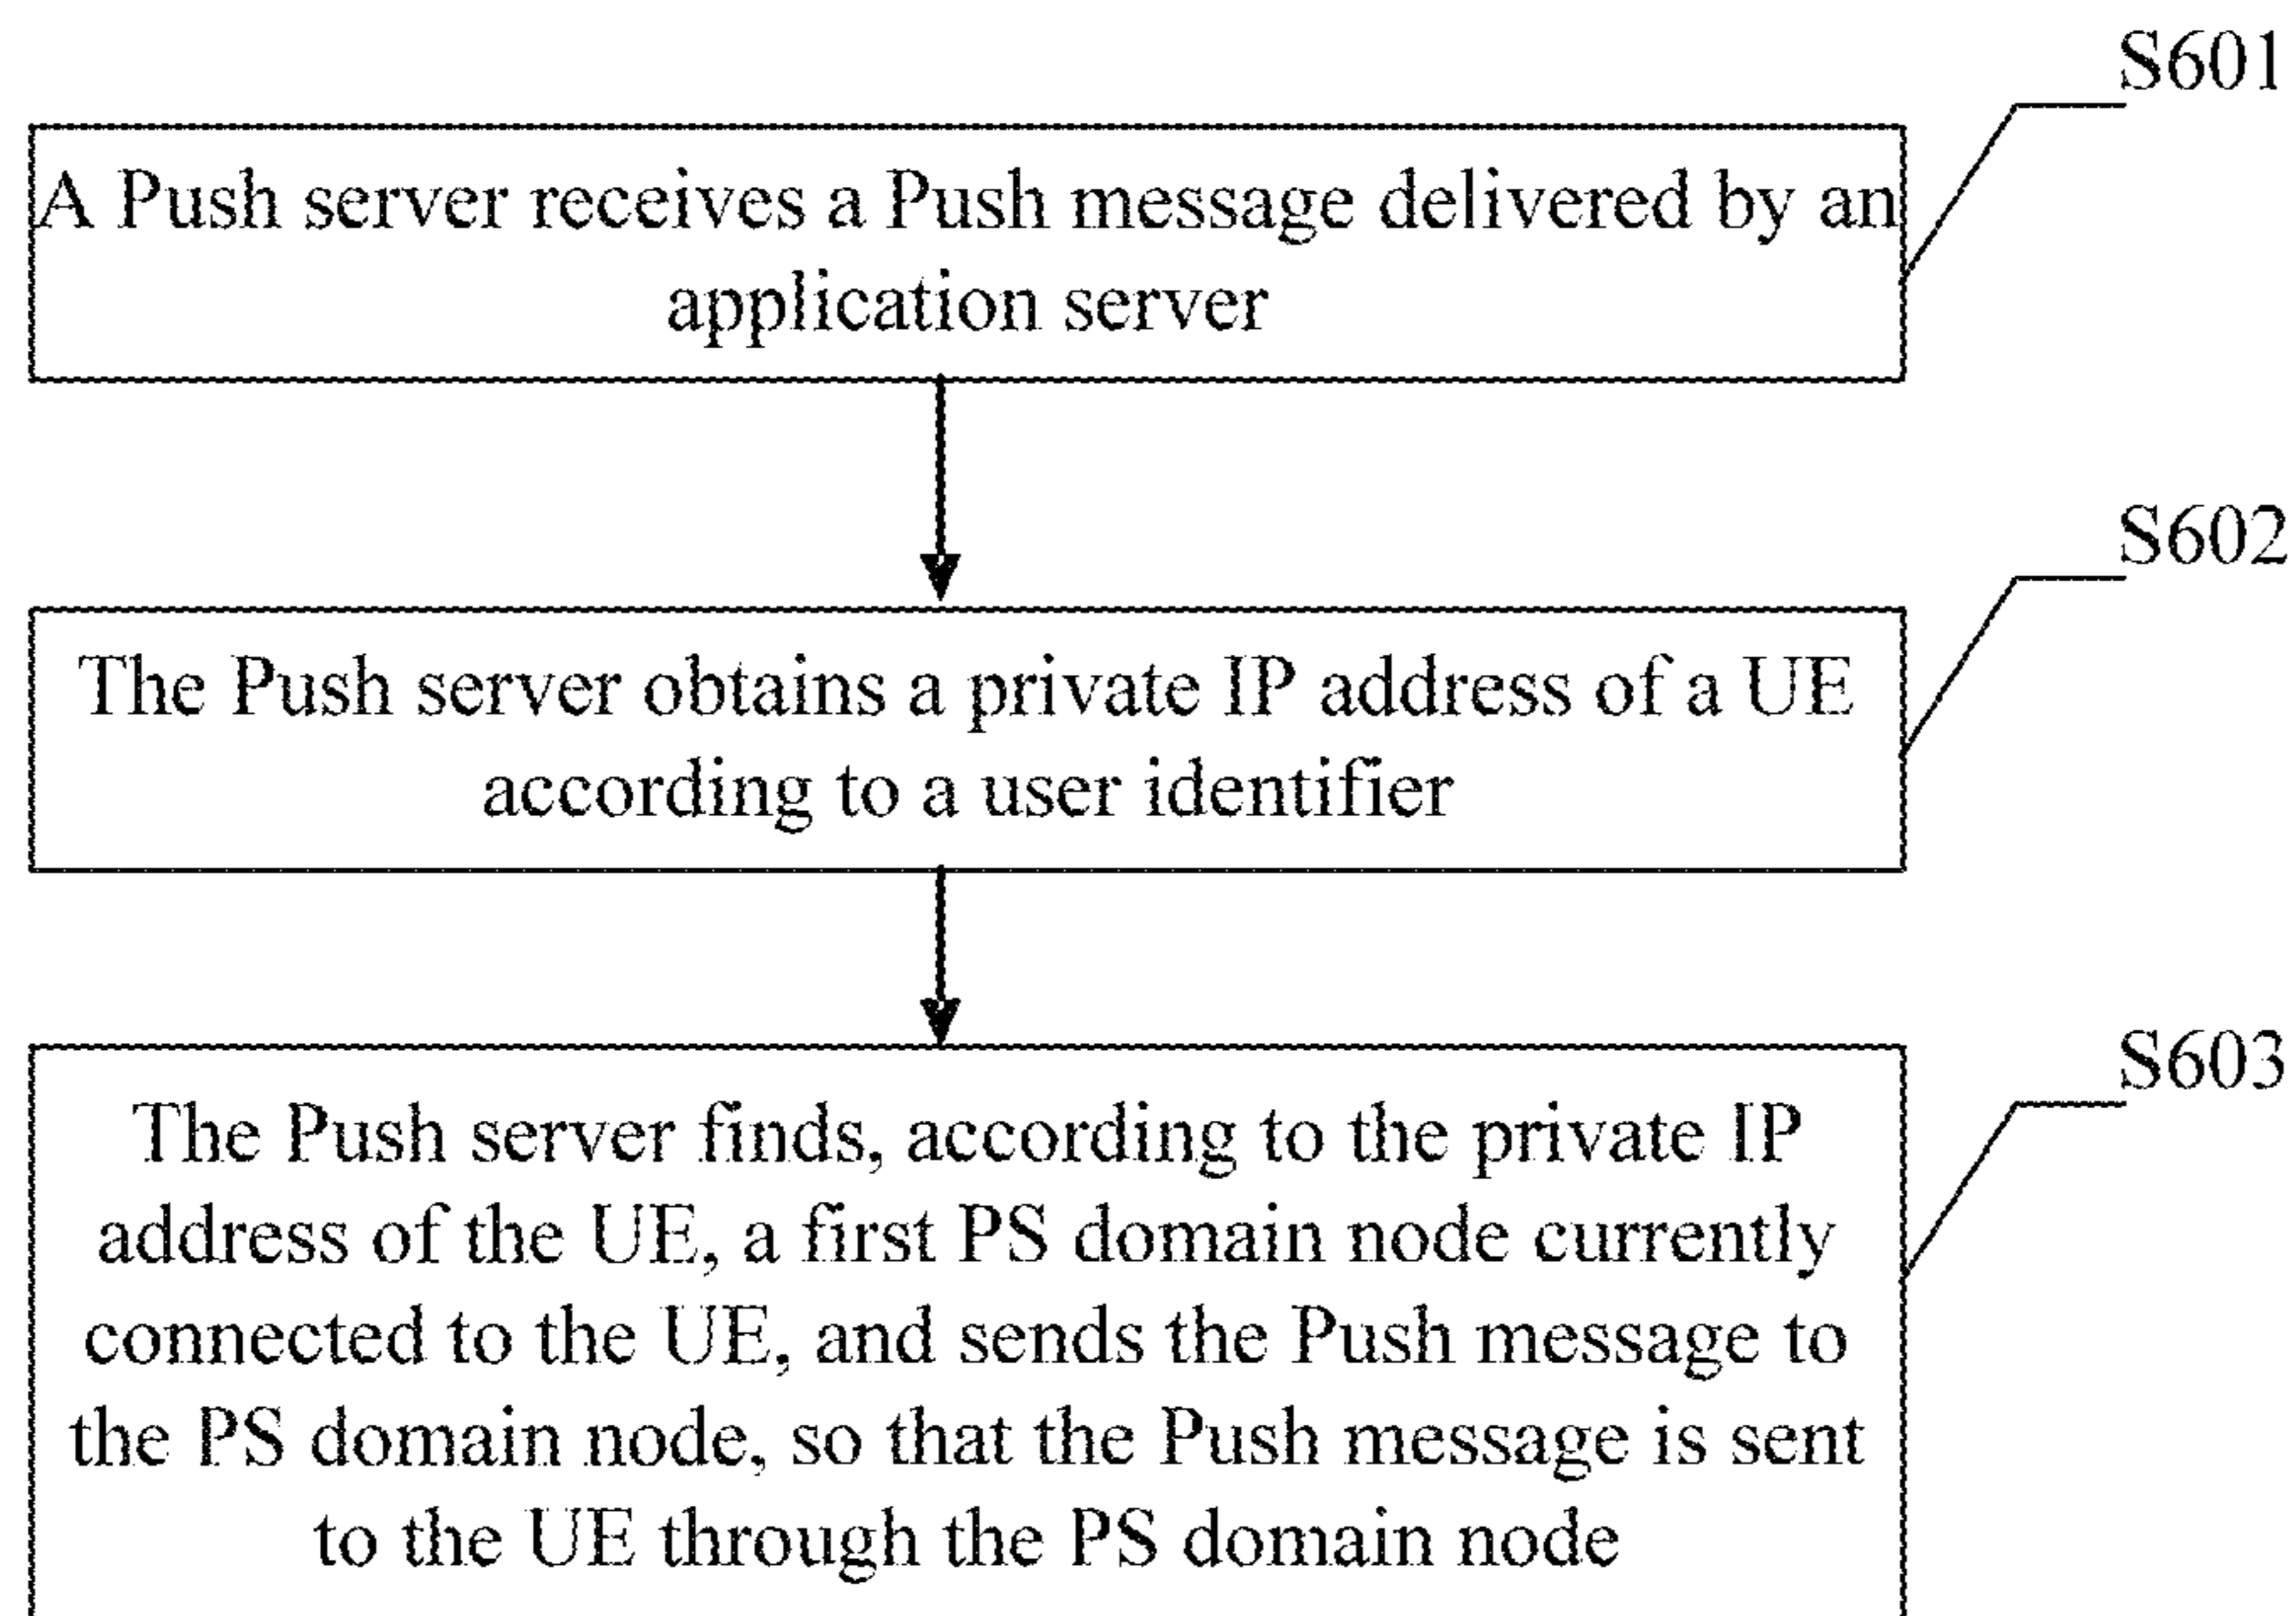 S601
A Push server receives a Push message delivered by an
application server
S602
The Push server obtains a private IP address of a UE
according to a user identifier
S603
The Push server finds, according to the private IP
address of the UE, a first PS domain node currently
connected to the UE, and sends the Push message to
the PS domain node, so that the Push message is sent
to the UE through the PS domain node